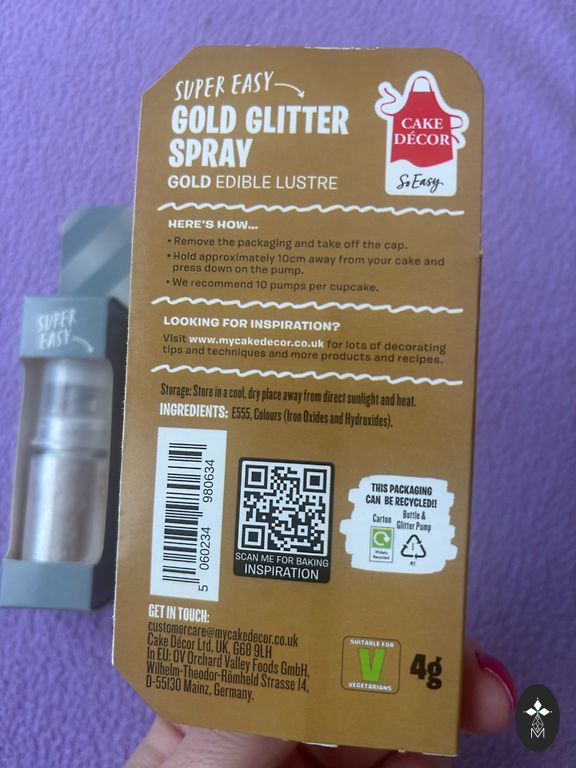 SUPER EASY
GOLD GLITTER
SPRAY
GOLD EDIBLE LUSTRE
CAKE
DÉCOR
So Easy
HERE'S HOW...
• Remove the packaging and take off the cap.
• Hold approximately 10cm away from your cake and
press down on the pump.
• We recommend 10 pumps per cupcake.
LOOKING FOR INSPIRATION?
Visit www.mycakedecor.co.uk for lots of decorating
tips and techniques and more products and recipes.
Storage: Store in a cool, dry place away from direct sunlight and heat.
INGREDIENTS: E555, Colours (Iron Oxides and Hydroxides).
5 060234 980634
SCAN ME FOR BAKING
INSPIRATION
THIS PACKAGING
CAN BE RECYCLED!!
Carton
Widely
Recycled
Bottle &
Glitter Pump
GET IN TOUCH:
customercare@mycakedecor.co.uk
Cake Décor Ltd, UK, G68 9LH
In EU: OV Orchard Valley Foods GmbH,
Wilhelm-Theodor-Römheld Strasse 14,
D-55130 Mainz, Germany.
SUITABLE FOR
V
VEGETARIANS
4g
SUPER
EASY
M